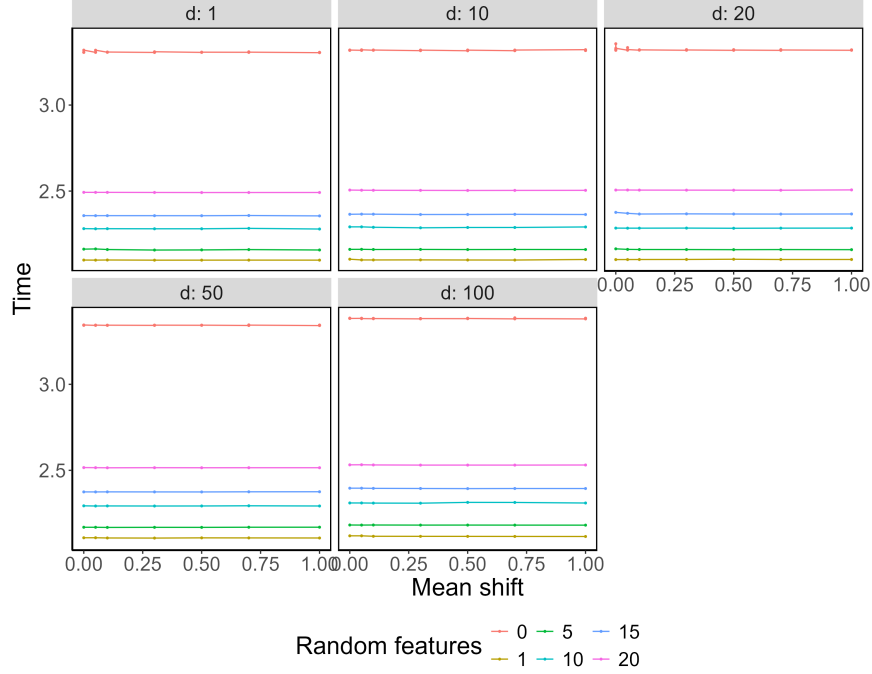 d: 1 d: 10 d: 20
3.0
2.5
0.00 0.25 0.50 0.75 1.00
d: 50 d: 100
Time
3.0
2.5
0.00 0.25 0.50 0.75 1.00 0.00 0.25 0.50 0.75 1.00
Mean shift
Random features 0 5 15
1 10 20